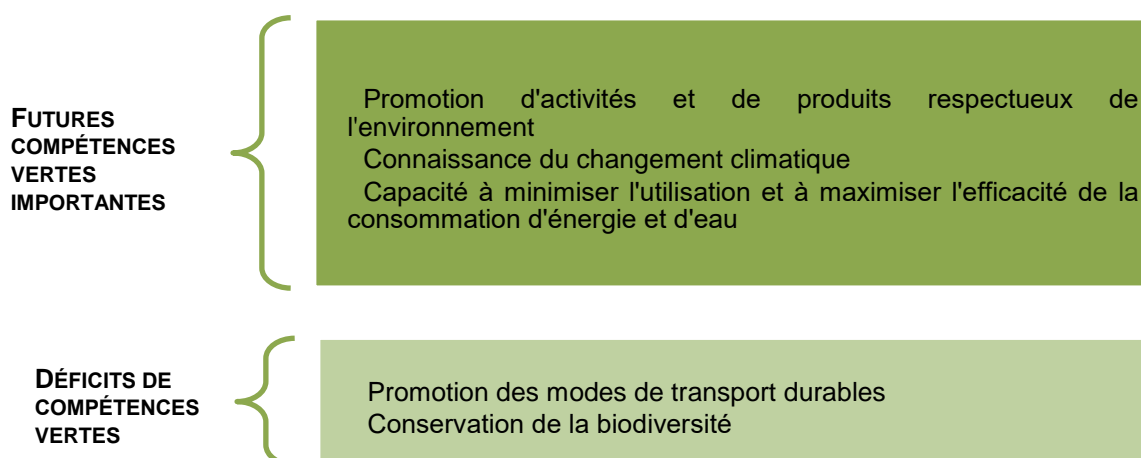 FUTURES
COMPÉTENCES
VERTES
IMPORTANTES
Promotion d'activités et de produits respectueux de
l'environnement
Connaissance du changement climatique
Capacité à minimiser l'utilisation et à maximiser l'efficacité de la
consommation d'énergie et d'eau
DÉFICITS DE
COMPÉTENCES
VERTES
Promotion des modes de transport durables
Conservation de la biodiversité